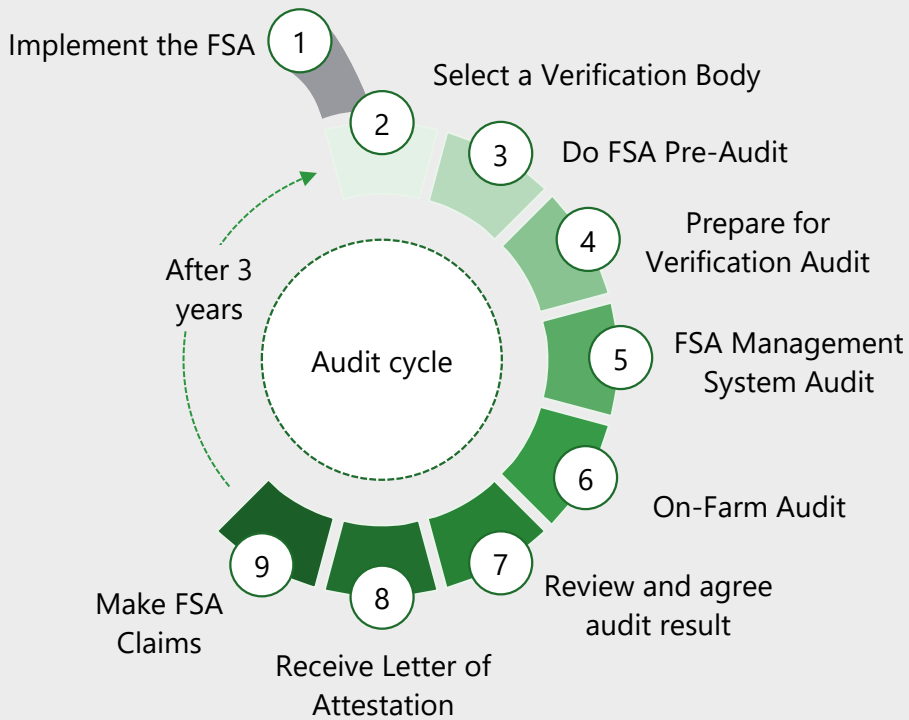 1
Implement the FSA
2
Select a Verification Body
3
Do FSA Pre-Audit
4
Prepare for
Verification Audit
5
FSA Management
System Audit
6
On-Farm Audit
7
Review and agree
audit result
8
Receive Letter of
Attestation
9
Make FSA
Claims
After 3
years
Audit cycle